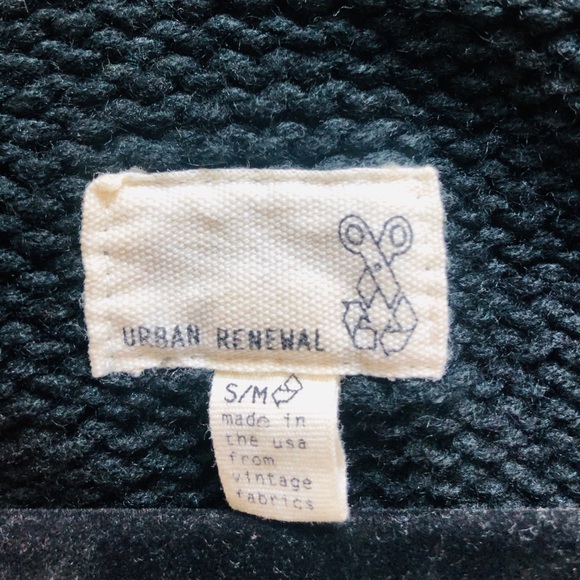 URBAN RENEWAL
S/M
made in
the usa
from
vintage
fabrics